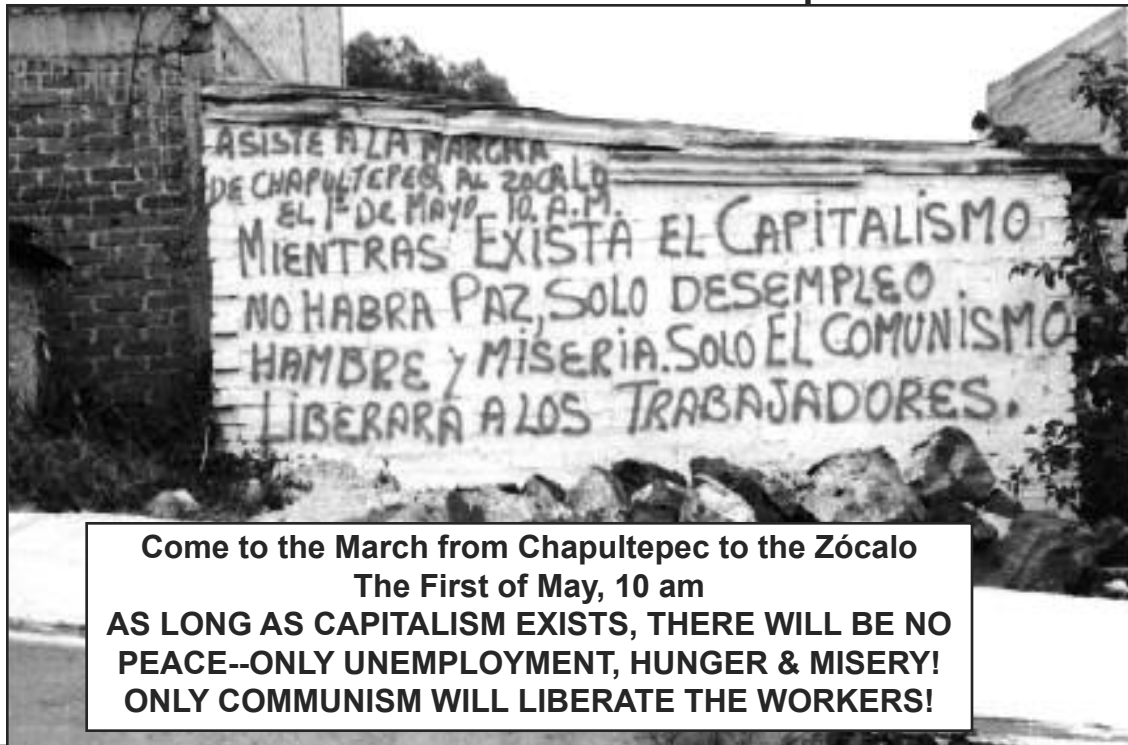 ASISTE A LA MARCHA
DE CHAPULTEPEC AL ZOCALO
EL 1º DE MAYO 10. A.M.
MIENTRAS EXISTA EL CAPITALISMO
NO HABRA PAZ, SOLO DESEMPLEO
HAMBRE Y MISERIA. SOLO EL COMUNISMO
LIBERARA A LOS TRABAJADORES.
Come to the March from Chapultepec to the Zócalo
The First of May, 10 am
AS LONG AS CAPITALISM EXISTS, THERE WILL BE NO
PEACE--ONLY UNEMPLOYMENT, HUNGER & MISERY!
ONLY COMMUNISM WILL LIBERATE THE WORKERS!